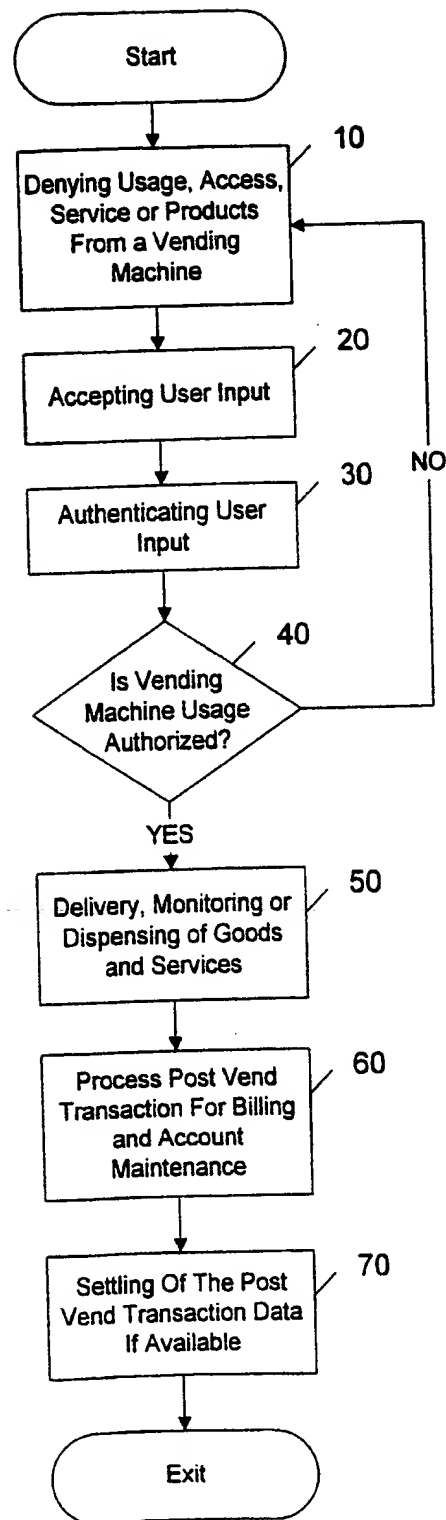 Start
10
Denying Usage, Access,
Service or Products
From a Vending
Machine
20
Accepting User Input
NO
30
Authenticating User
Input
40
Is Vending
Machine Usage
Authorized?
YES
50
Delivery, Monitoring or
Dispensing of Goods
and Services
60
Process Post Vend
Transaction For Billing
and Account
Maintenance
70
Settling Of The Post
Vend Transaction Data
If Available
Exit